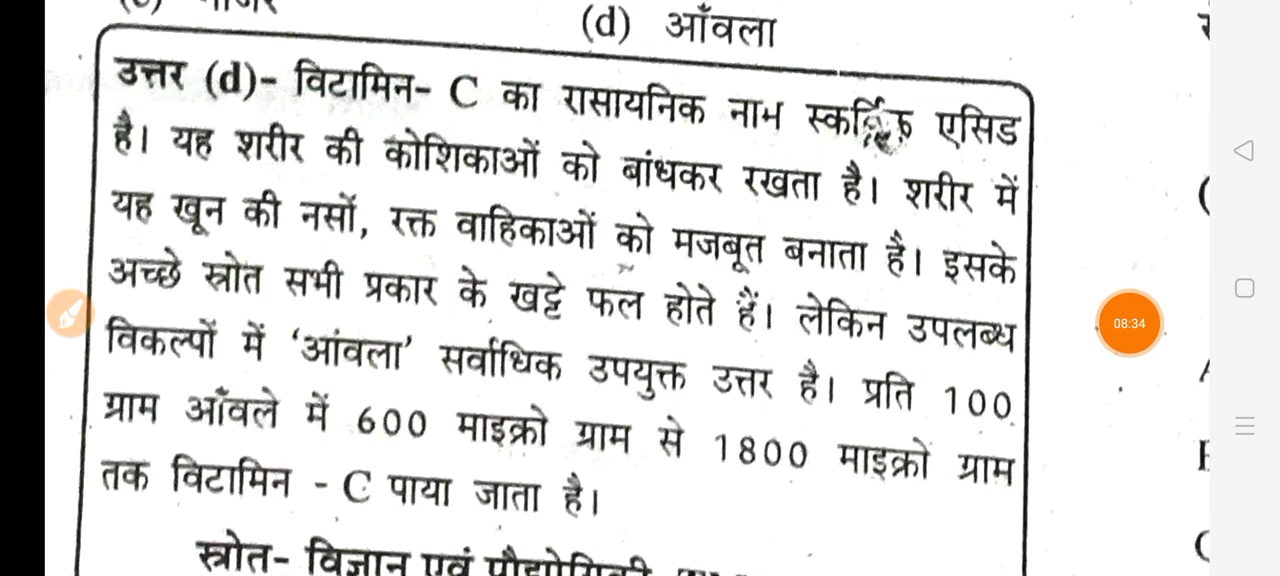 (d) आँवला
उत्तर (d)- विटामिन- C का रासायनिक नाम एसिड
है। यह शरीर की कोशिकाओं को बांधकर रखता है। शरीर में
यह खून की नसों, रक्त वाहिकाओं को मजबूत बनाता है। इसके
अच्छे स्रोत सभी प्रकार के खट्टे फल होते हैं। लेकिन उपलब्ध
विकल्पों में ‘आंवला’ सर्वाधिक उपयुक्त उत्तर है। प्रति 100
ग्राम आँवले में 600 माइक्रो ग्राम से 1800 माइक्रो ग्राम
तक विटामिन - C पाया जाता है।
स्रोत- विज्ञान एवं
08:34